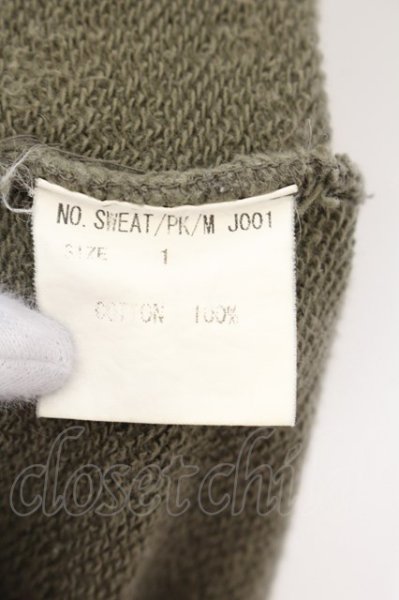 NO. SWEAT/PK/M J001
SIZE 1
COTTON 100%
closetchi